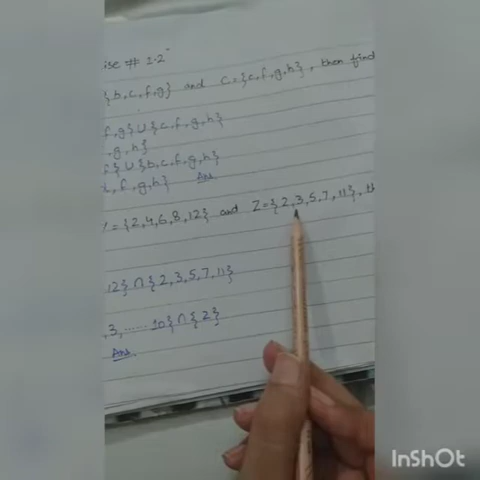 ise # 1.2
{b,c,f,g} and C={c,f,g,h}, then find
f,g}∪{c,f,g,h}
,g,h}
}∪{b,c,f,g,h}
,f,g,h} Ans
Y={2,4,6,8,12} and Z={2,3,5,7,11}, th
12}∩{2,3,5,7,11}
,3,.....10}∩{2}
Ans.
InShOt